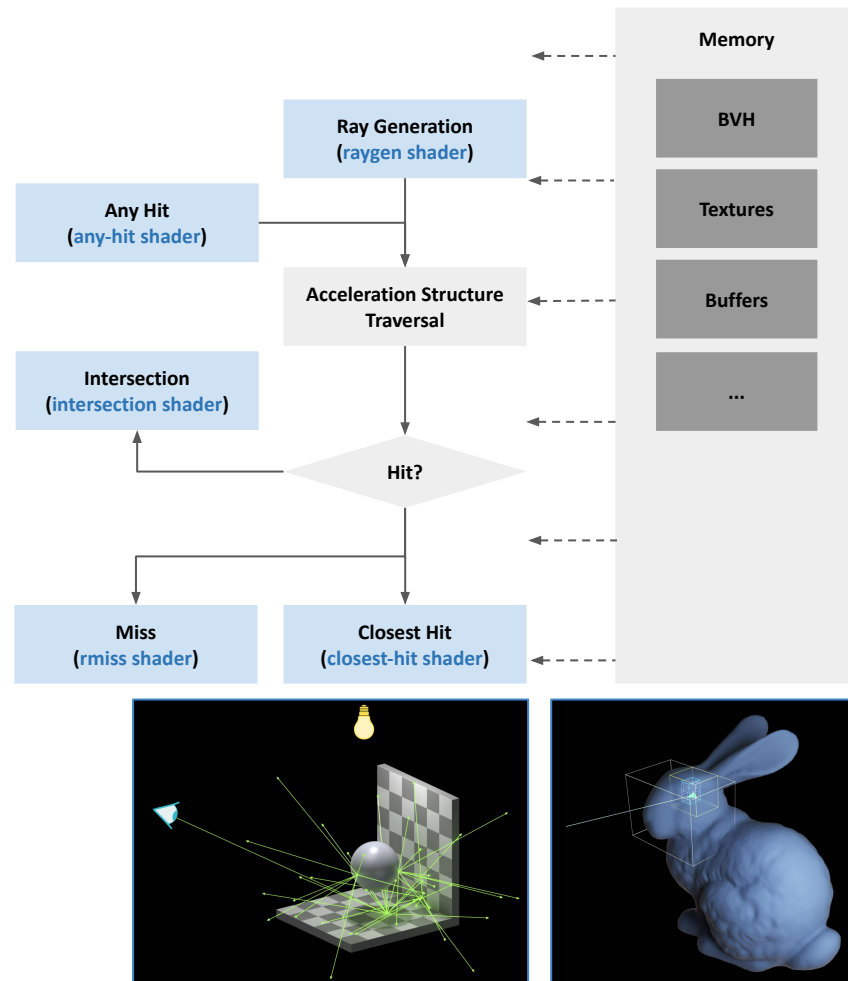 Memory
BVH
Ray Generation
(raygen shader)
Textures
Any Hit
(any-hit shader)
Acceleration Structure
Traversal
Buffers
Intersection
(intersection shader)
...
Hit?
Miss
(rmiss shader)
Closest Hit
(closest-hit shader)